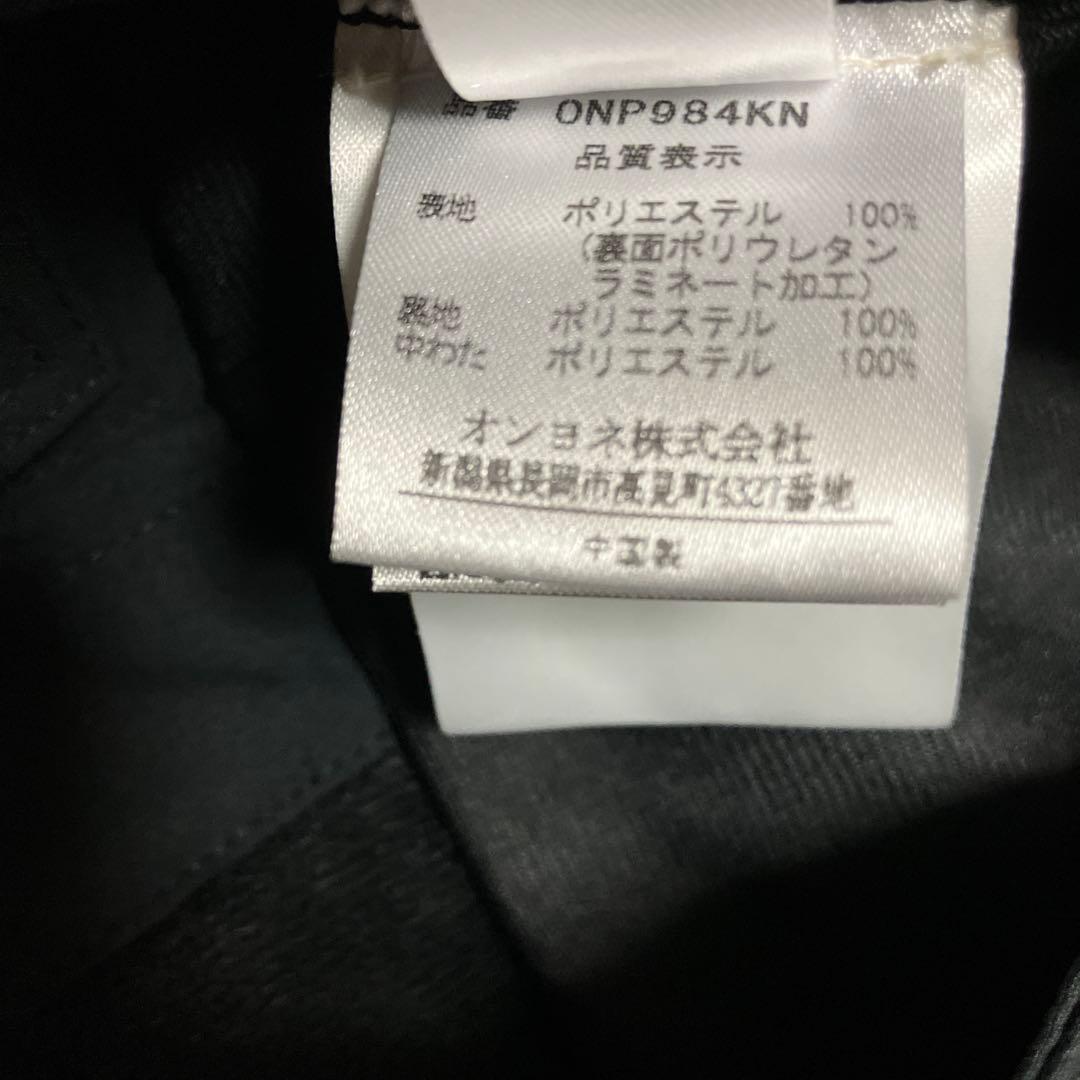 品番 ONP984KN
品質表示
表地 ポリエステル 100%
(裏面ポリウレタン
ラミネート加工)
裏地 ポリエステル 100%
中わた ポリエステル 100%
オンヨネ株式会社
新潟県長岡市高見町4327番地
中国製